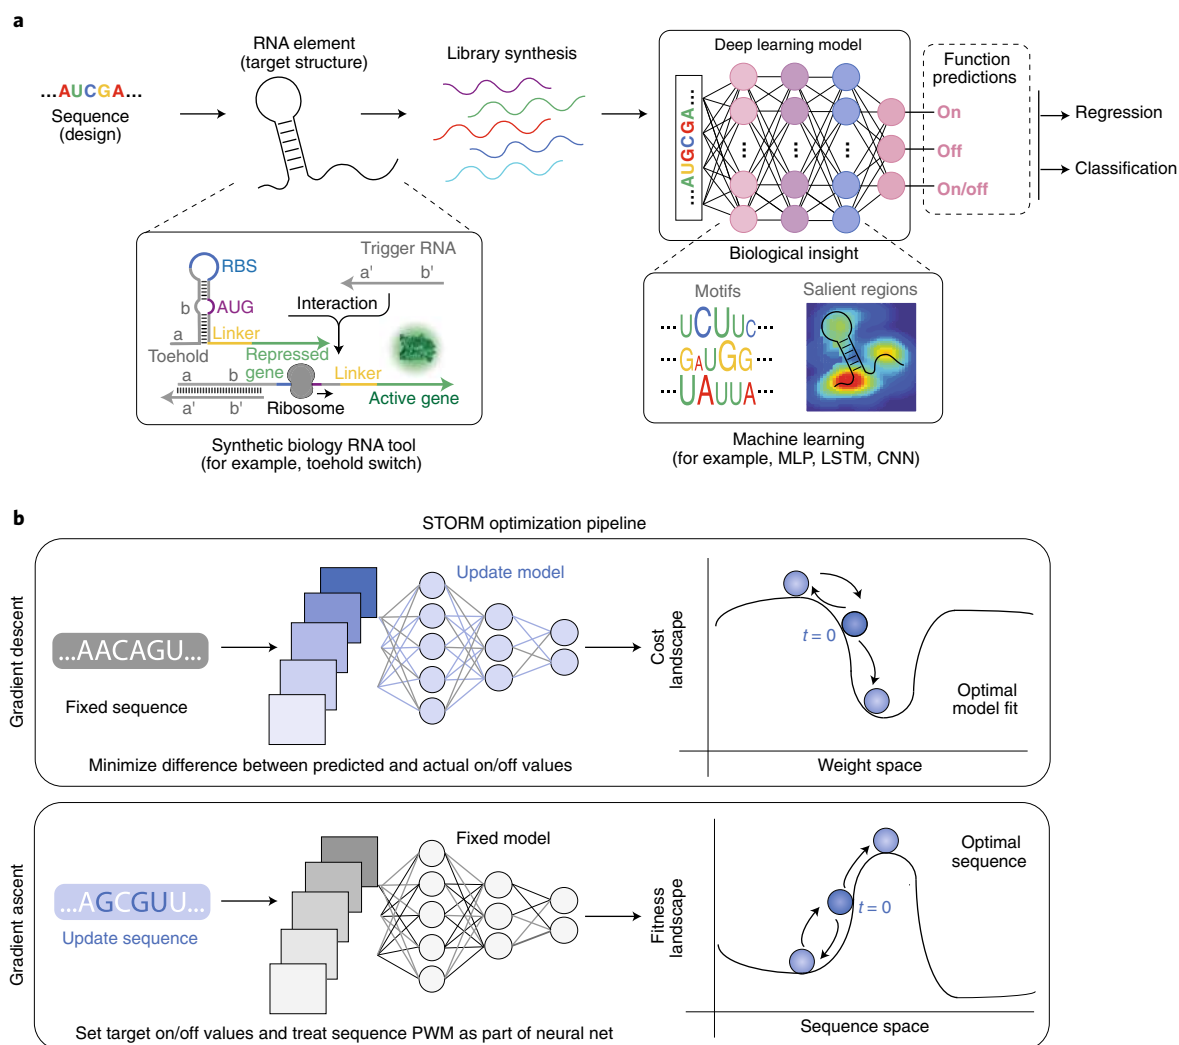 a
RNA element
(target structure)
Library synthesis
Deep learning model
Function
predictions
...AUCGA...
Sequence
(design)
...AUGCGA...
...
...
...
On
Off
On/off
Regression
Classification
Biological insight
RBS
b
AUG
a
Linker
Toehold
Repressed
gene
Trigger RNA
a'
b'
Interaction
a
b
Linker
a'
b'
Ribosome
Active gene
Synthetic biology RNA tool
(for example, toehold switch)
Motifs
Salient regions
...UCUUC...
...GAUGG...
...UAUUA...
Machine learning
(for example, MLP, LSTM, CNN)
b
STORM optimization pipeline
Gradient descent
...AACAGU...
Fixed sequence
Update model
Cost
landscape
t = 0
Optimal
model fit
Weight space
Minimize difference between predicted and actual on/off values
Gradient ascent
...AGCGUU...
Update sequence
Fixed model
Fitness
landscape
t = 0
Optimal
sequence
Sequence space
Set target on/off values and treat sequence PWM as part of neural net